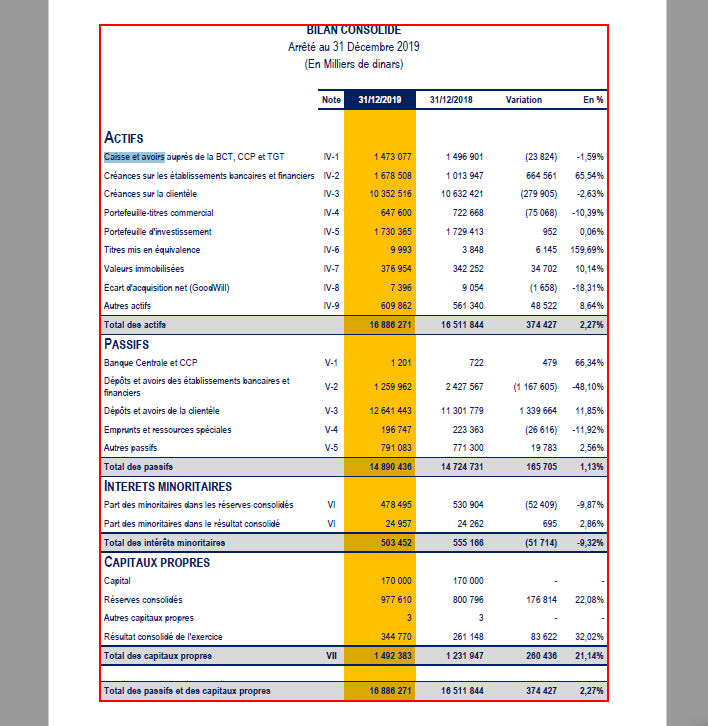 BILAN CONSOLIDE
Arrêté au 31 Décembre 2019
(En Milliers de dinars)
Note 31/12/2019 31/12/2018 Variation En %
ACTIFS
Caisse et avoirs auprès de la BCT, CCP et TGT IV-1 1 473 077 1 496 901 (23 824) -1,59%
Créances sur les établissements bancaires et financiers IV-2 1 678 508 1 013 947 664 561 65,54%
Créances sur la clientèle IV-3 10 352 516 10 632 421 (279 905) -2,63%
Portefeuille-titres commercial IV-4 647 600 722 668 (75 068) -10,39%
Portefeuille d'investissement IV-5 1 730 365 1 729 413 952 0,06%
Titres mis en équivalence IV-6 9 993 3 848 6 145 159,69%
Valeurs immobilisées IV-7 376 954 342 252 34 702 10,14%
Ecart d'acquisition net (GoodWill) IV-8 7 396 9 054 (1 658) -18,31%
Autres actifs IV-9 609 862 561 340 48 522 8,64%
Total des actifs 16 886 271 16 511 844 374 427 2,27%
PASSIFS
Banque Centrale et CCP V-1 1 201 722 479 66,34%
Dépôts et avoirs des établissements bancaires et
financiers V-2 1 259 962 2 427 567 (1 167 605) -48,10%
Dépôts et avoirs de la clientèle V-3 12 641 443 11 301 779 1 339 664 11,85%
Emprunts et ressources spéciales V-4 196 747 223 363 (26 616) -11,92%
Autres passifs V-5 791 083 771 300 19 783 2,56%
Total des passifs 14 890 436 14 724 731 165 705 1,13%
INTERETS MINORITAIRES
Part des minoritaires dans les réserves consolidés VI 478 495 530 904 (52 409) -9,87%
Part des minoritaires dans le résultat consolidé VI 24 957 24 262 695 2,86%
Total des intérêts minoritaires 503 452 555 166 (51 714) -9,32%
CAPITAUX PROPRES
Capital 170 000 170 000 - -
Réserves consolidés 977 610 800 796 176 814 22,08%
Autres capitaux propres 3 3 - -
Résultat consolidé de l'exercice 344 770 261 148 83 622 32,02%
Total des capitaux propres VII 1 492 383 1 231 947 260 436 21,14%
Total des passifs et des capitaux propres 16 886 271 16 511 844 374 427 2,27%